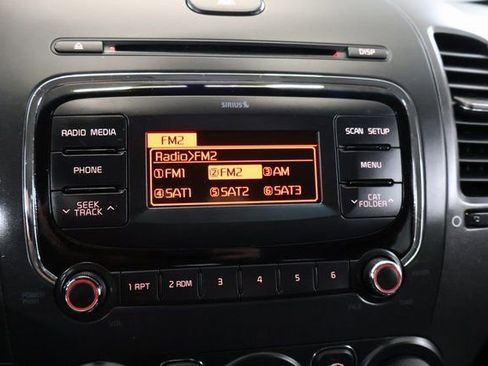 DISP
SIRIUS
RADIO MEDIA
PHONE
SEEK
TRACK
FM2
Radio>FM2
①FM1 ②FM2 ③AM
④SAT1 ⑤SAT2 ⑥SAT3
SCAN SETUP
MENU
CAT
FOLDER
1 RPT 2 RDM 3 4 5 6